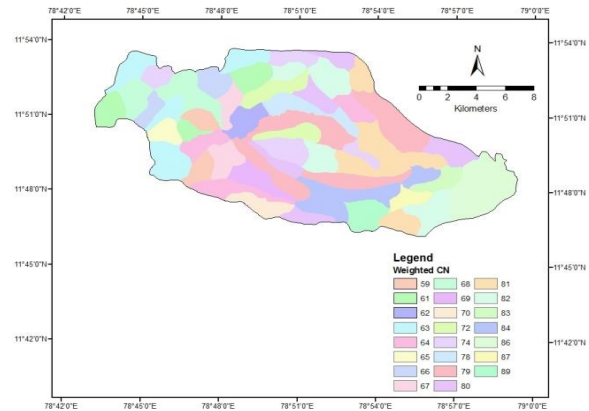 78°42'0"E 78°45'0"E 78°48'0"E 78°51'0"E 78°54'0"E 78°57'0"E 79°0'0"E
11°54'0"N 11°54'0"N
N
0 2 4 6 8
Kilometers
11°51'0"N 11°51'0"N
11°48'0"N 11°48'0"N
11°45'0"N 11°45'0"N
Legend
Weighted CN
59 68 81
61 69 82
62 70 83
63 72 84
64 74 86
65 78 87
66 79 89
67 80
11°42'0"N 11°42'0"N
78°42'0"E 78°45'0"E 78°48'0"E 78°51'0"E 78°54'0"E 78°57'0"E 79°0'0"E